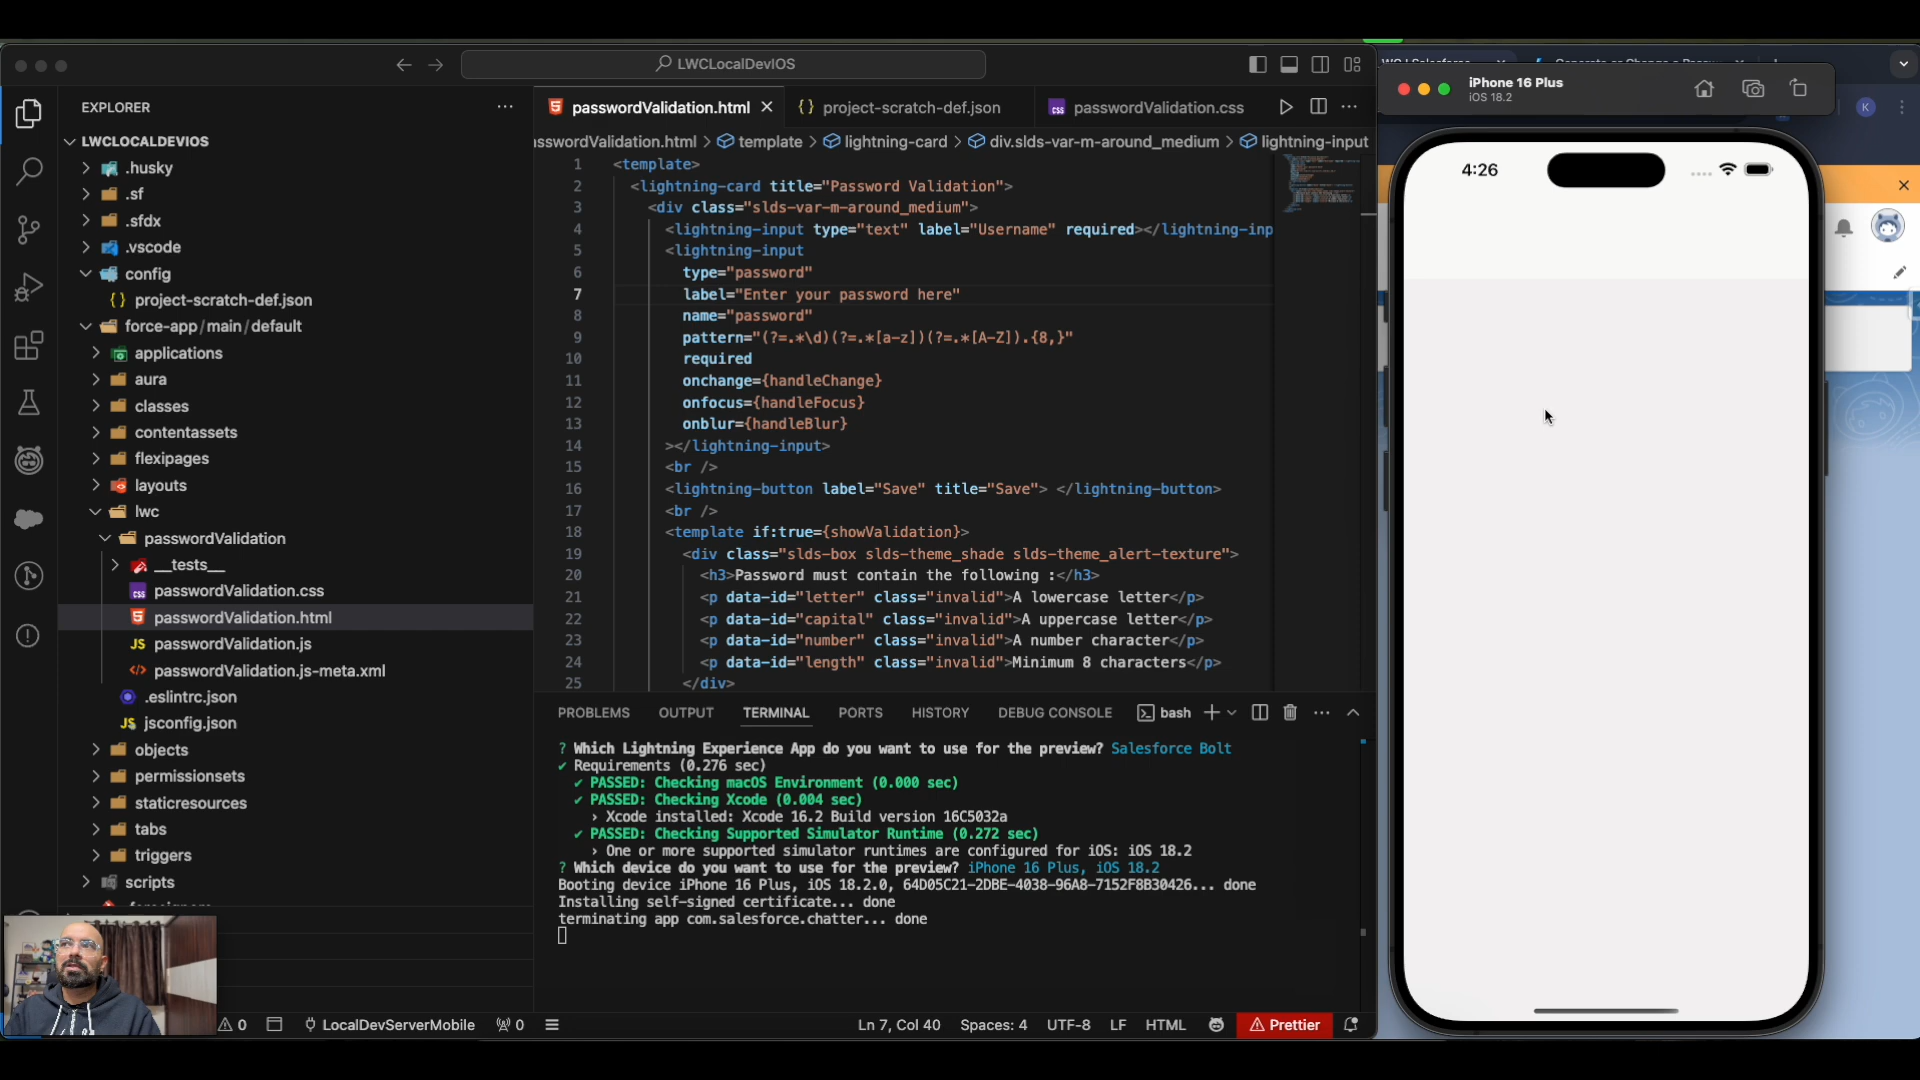 LWCLocalDevIOS
EXPLORER
LWCLOCALDEVIOS
.husky
.sf
.sfdx
.vscode
config
project-scratch-def.json
force-app/main/default
applications
aura
classes
contentassets
flexipages
layouts
lwc
passwordValidation
__tests__
passwordValidation.css
passwordValidation.html
passwordValidation.js
passwordValidation.js-meta.xml
.eslintrc.json
jsconfig.json
objects
permissionsets
staticresources
tabs
triggers
scripts
passwordValidation.html
project-scratch-def.json
passwordValidation.css
asswordValidation.html > template > lightning-card > div.slds-var-m-around_medium > lightning-input
1 <template>
2 <lightning-card title="Password Validation">
3 <div class="slds-var-m-around_medium">
4 <lightning-input type="text" label="Username" required></lightning-inp
5 <lightning-input
6 type="password"
7 label="Enter your password here"
8 name="password"
9 pattern="(?=.*\d)(?=.*[a-z])(?=.*[A-Z]).{8,}"
10 required
11 onchange={handleChange}
12 onfocus={handleFocus}
13 onblur={handleBlur}
14 ></lightning-input>
15 <br />
16 <lightning-button label="Save" title="Save"> </lightning-button>
17 <br />
18 <template if:true={showValidation}>
19 <div class="slds-box slds-theme_shade slds-theme_alert-texture">
20 <h3>Password must contain the following :</h3>
21 <p data-id="letter" class="invalid">A lowercase letter</p>
22 <p data-id="capital" class="invalid">A uppercase letter</p>
23 <p data-id="number" class="invalid">A number character</p>
24 <p data-id="length" class="invalid">Minimum 8 characters</p>
25 </div>
PROBLEMS OUTPUT TERMINAL PORTS HISTORY DEBUG CONSOLE bash
? Which Lightning Experience App do you want to use for the preview? Salesforce Bolt
✔ Requirements (0.276 sec)
✔ PASSED: Checking macOS Environment (0.000 sec)
✔ PASSED: Checking Xcode (0.004 sec)
› Xcode installed: Xcode 16.2 Build version 16C5032a
✔ PASSED: Checking Supported Simulator Runtime (0.272 sec)
› One or more supported simulator runtimes are configured for iOS: iOS 18.2
? Which device do you want to use for the preview? iPhone 16 Plus, iOS 18.2
Booting device iPhone 16 Plus, iOS 18.2.0, 64D05C21-2DBE-4038-96A8-7152F8B30426... done
Installing self-signed certificate... done
terminating app com.salesforce.chatter... done
0 LocalDevServerMobile 0
Ln 7, Col 40 Spaces: 4 UTF-8 LF HTML Prettier
iPhone 16 Plus
iOS 18.2
K
4:26